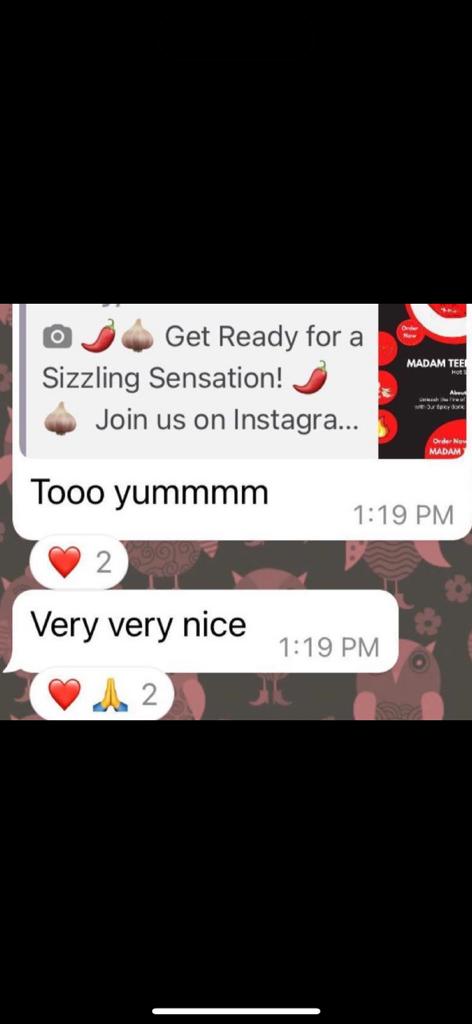 🌶️🧄 Get Ready for a
Sizzling Sensation! 🌶️
🧄 Join us on Instagra...
Order
Now
MADAM TEE
Hot
About
Unleash the Fire of
with Our Spicy Garlic
Order Now
MADAM
Tooo yummmm
1:19 PM
❤️ 2
Very very nice
1:19 PM
❤️🙏 2